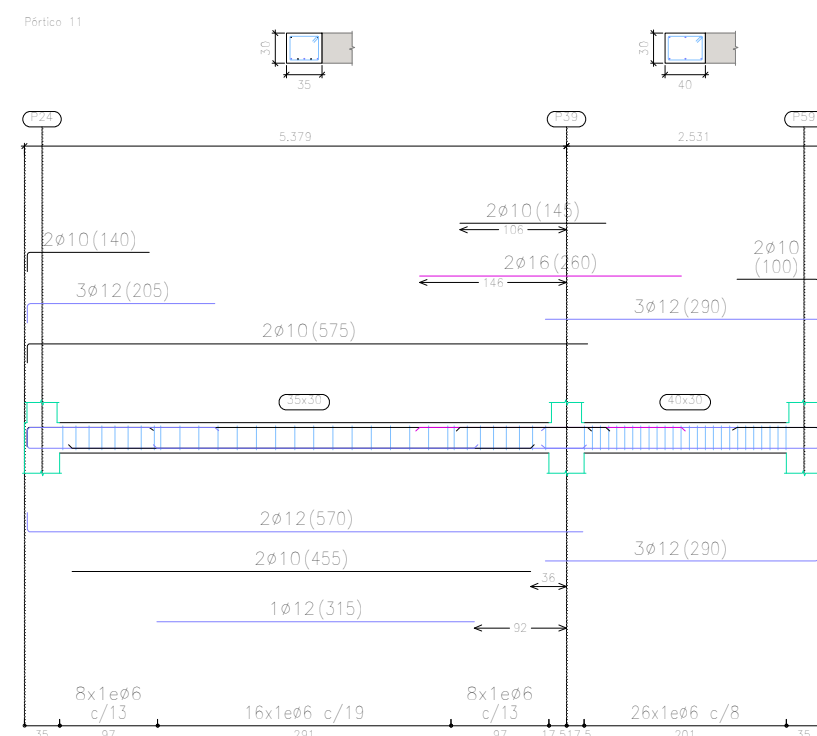 Pórtico 11
30
35
30
40
P24
P39
P59
5.379
2.531
2ø10(145)
106
2ø10(140)
2ø10
(100)
2ø16(260)
146
3ø12(205)
3ø12(290)
2ø10(575)
35x30
40x30
2ø12(570)
3ø12(290)
2ø10(455)
36
1ø12(315)
92
8x1eø6
c/13
16x1eø6 c/19
8x1eø6
c/13
26x1eø6 c/8
35
97
291
97
17.5
17.5
201
35